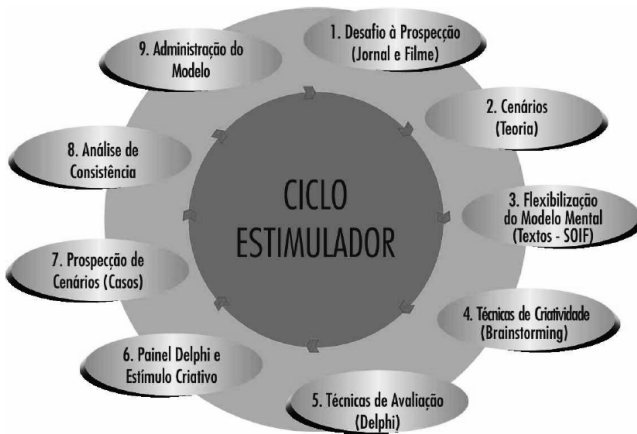 1. Desafio à Prospecção
(Jornal e Filme)
2. Cenários
(Teoria)
3. Flexibilização
do Modelo Mental
(Textos - SOIF)
4. Técnicas de Criatividade
(Brainstorming)
5. Técnicas de Avaliação
(Delphi)
6. Painel Delphi e
Estímulo Criativo
7. Prospecção de
Cenários (Casos)
8. Análise de
Consistência
9. Administração do
Modelo
CICLO
ESTIMULADOR